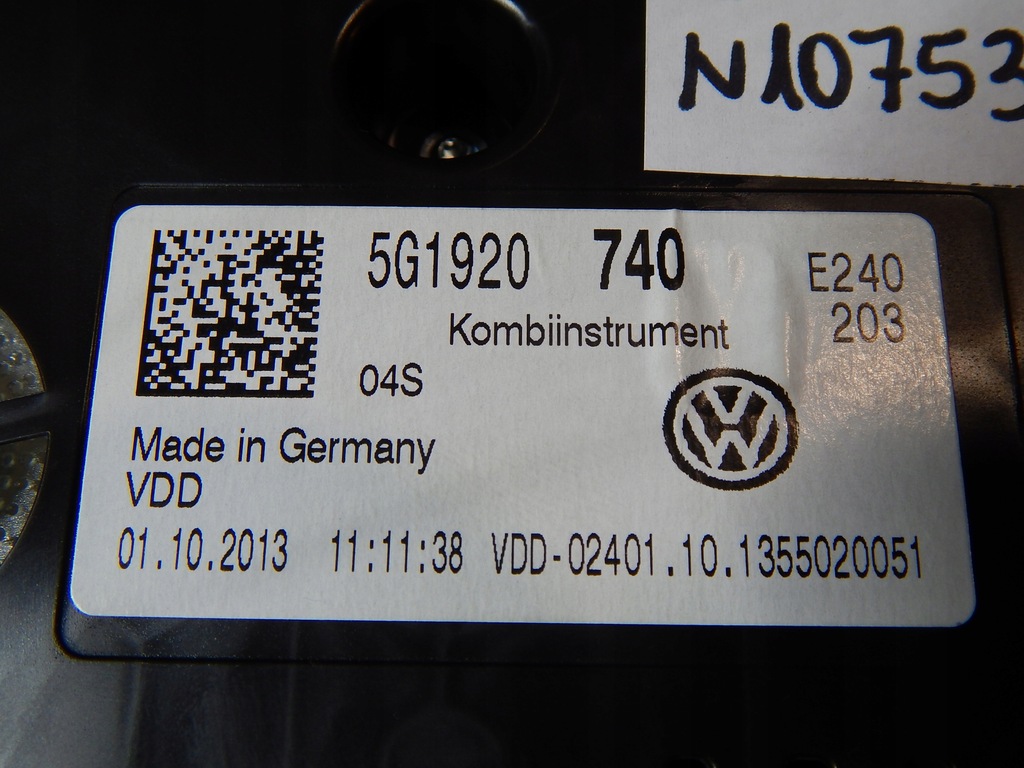 N10753
5G1920 740 E240
203
Kombiinstrument
04S
Made in Germany
VDD
01.10.2013 11:11:38 VDD-02401.10.1355020051